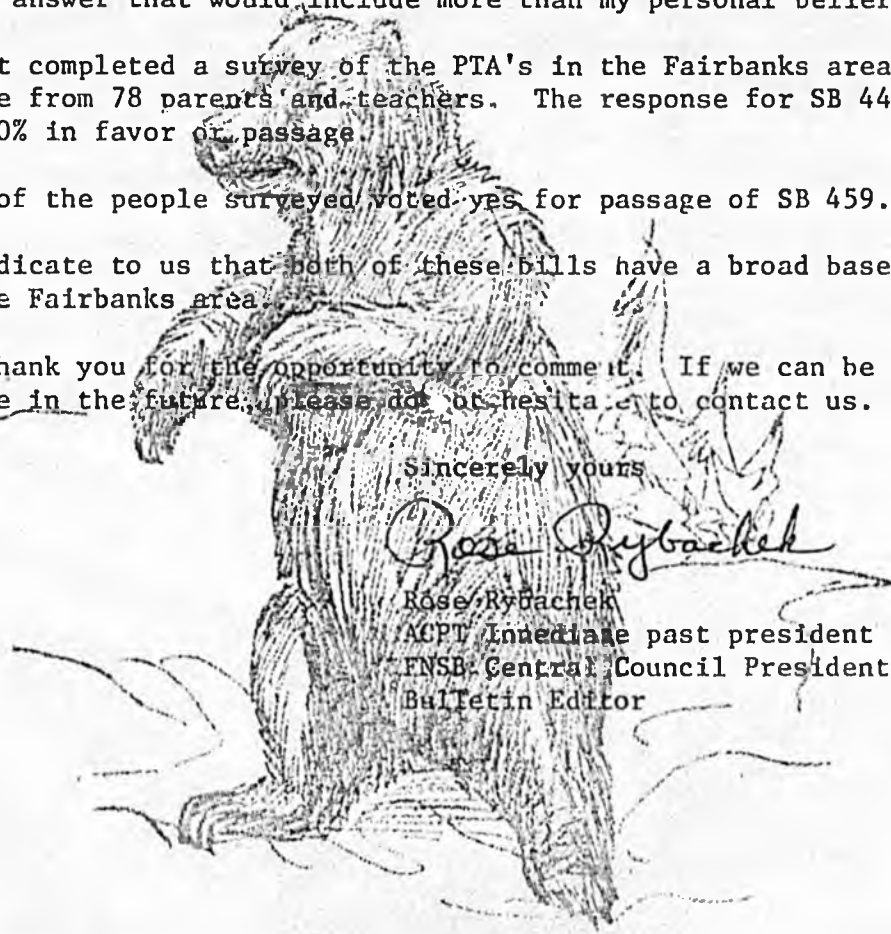 answer that would include more than my personal belief
t completed a survey of the PTA's in the Fairbanks area
e from 78 parents and teachers. The response for SB 44
0% in favor or passage
of the people surveyed voted yes for passage of SB 459.
dicate to us that both of these bills have a broad base
e Fairbanks area.
hank you for the opportunity to comment. If we can be
e in the future, please do not hesitate to contact us.
Sincerely yours
Rose Rybachek
Rose Rybachek
ACPT Immediate past president
FNSB Central Council President
Bulletin Editor